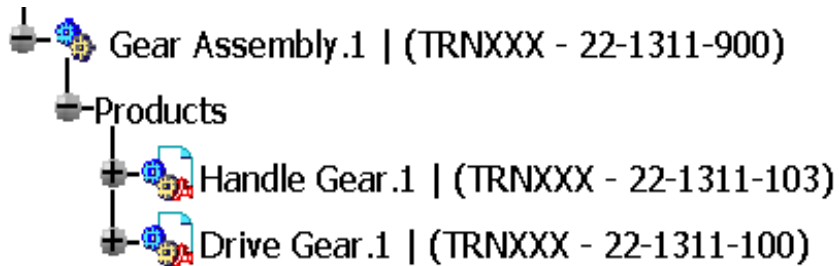 Gear Assembly.1 | (TRNXXX - 22-1311-900)
Products
Handle Gear.1 | (TRNXXX - 22-1311-103)
Drive Gear.1 | (TRNXXX - 22-1311-100)